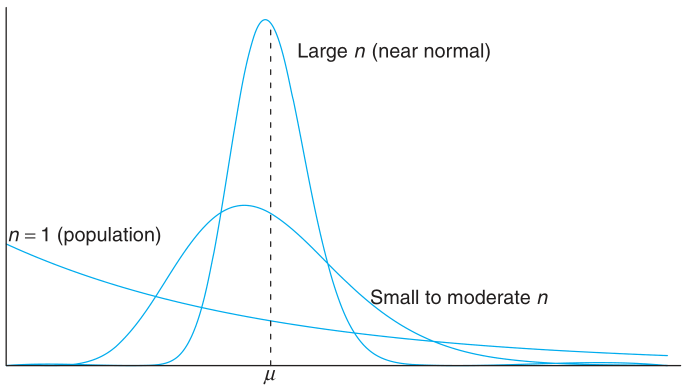 Large n (near normal)
n = 1 (population)
Small to moderate n
μ